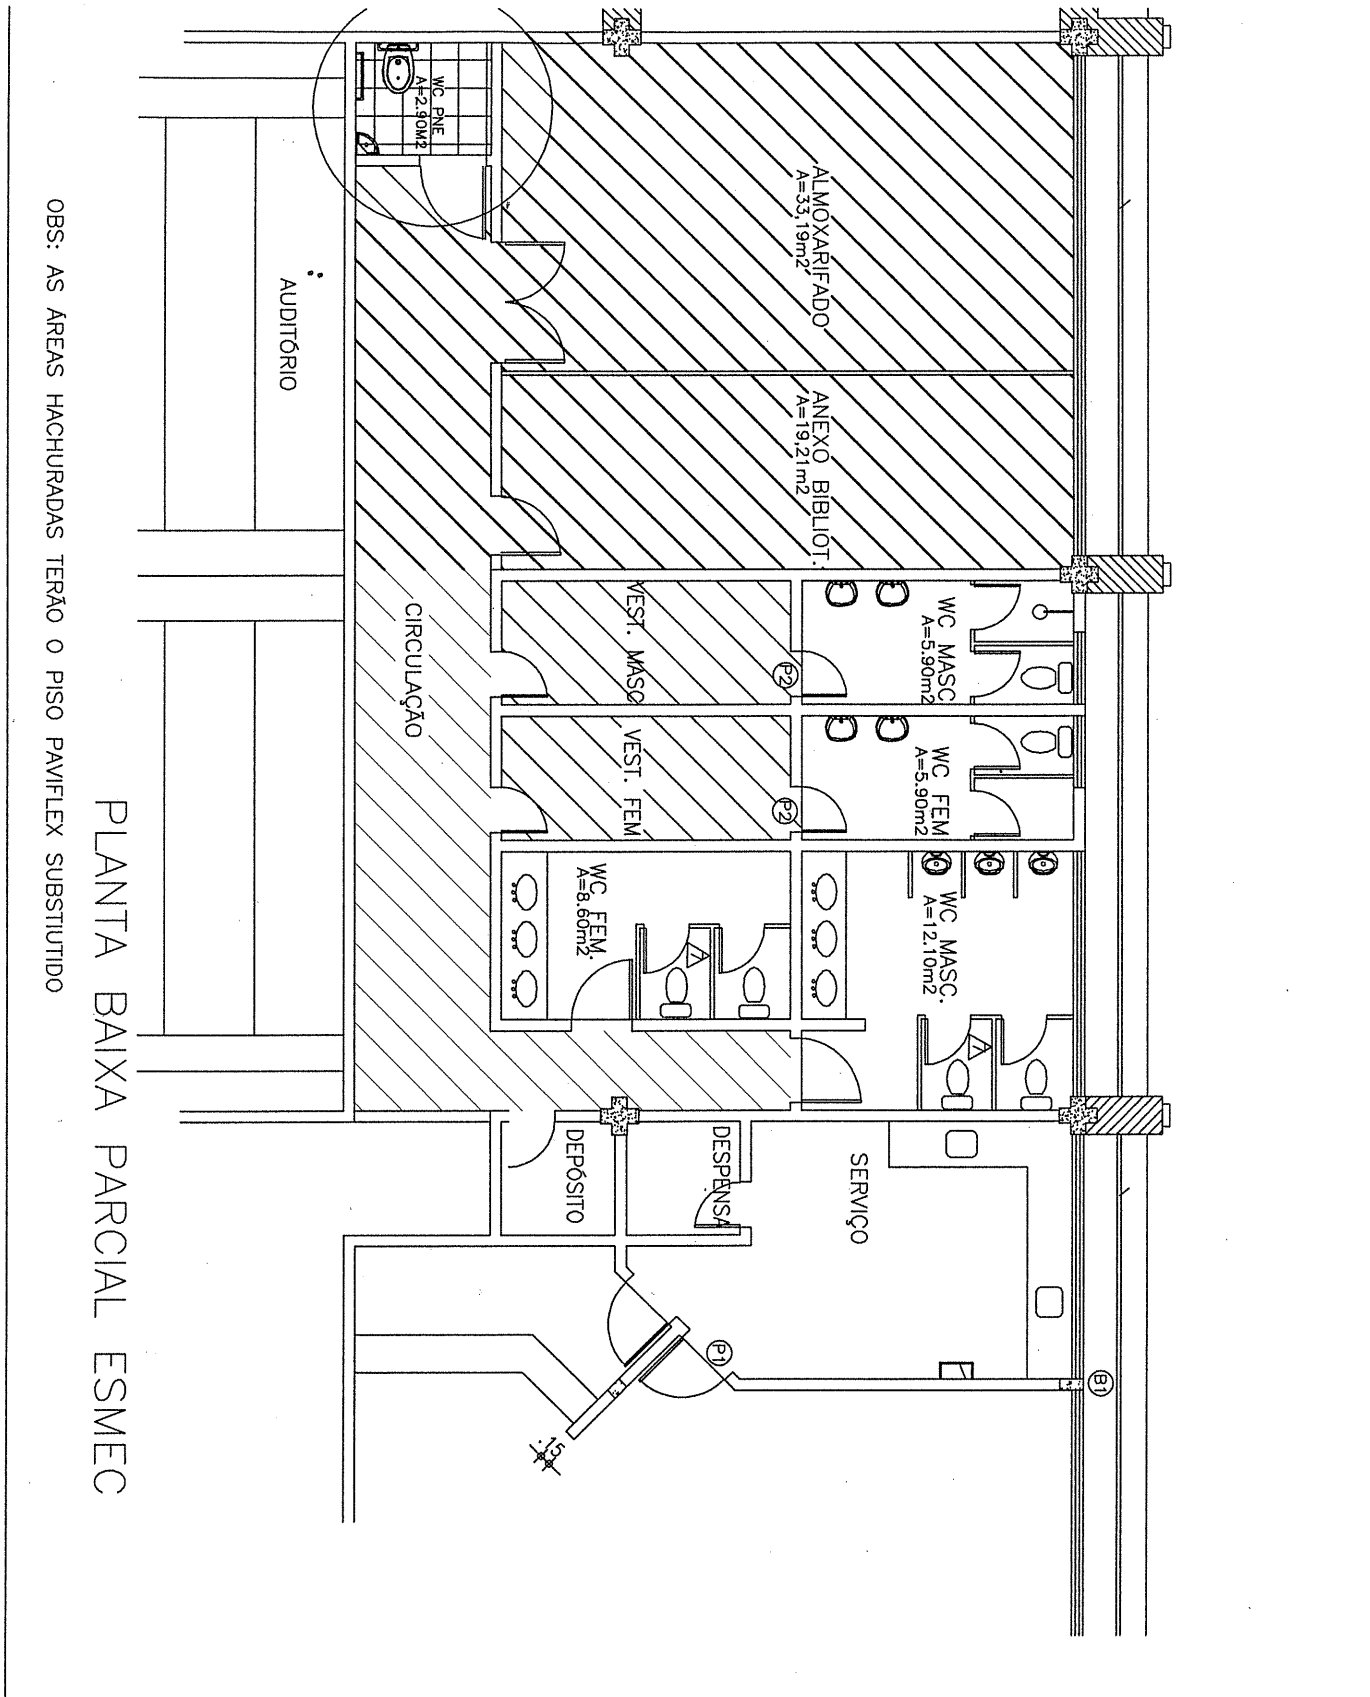 WC PNE
A=2.90M2
ALMOXARIFADO
A=33,19m2
ANEXO BIBLIOT.
A=19,21m2
AUDITÓRIO
CIRCULAÇÃO
VEST. MASC
P2
WC MASC
A=5.90m2
VEST. FEM
P2
WC FEM
A=5.90m2
WC FEM.
A=8.60m2
WC MASC.
A=12.10m2
DEPÓSITO
DESPENSA
SERVIÇO
P1
B1
.15
OBS: AS ÁREAS HACHURADAS TERÃO O PISO PAVIFLEX SUBSTIUTIDO
PLANTA BAIXA PARCIAL ESMEC